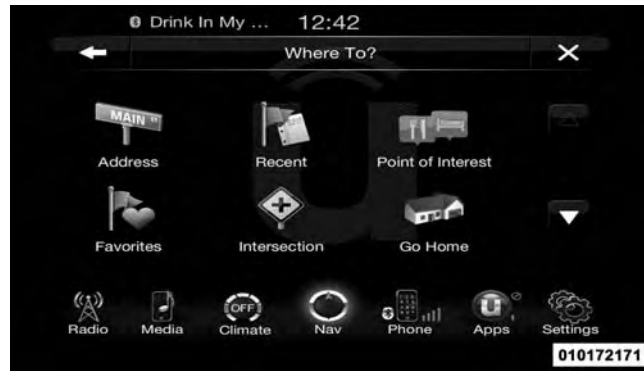 Drink In My ... 12:42
Where To?
MAIN
Address Recent Point of Interest
Favorites Intersection Go Home
OFF
Radio Media Climate Nav Phone Apps Settings
010172171